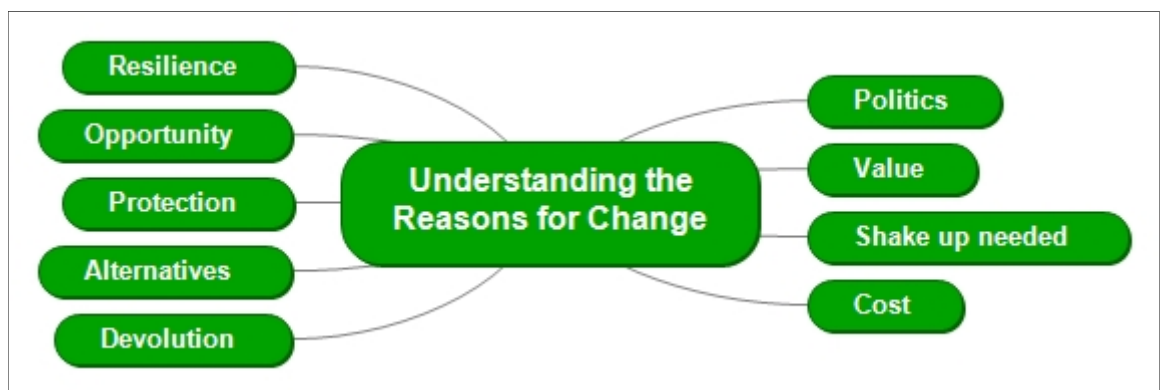 Resilience
Opportunity
Protection
Alternatives
Devolution
Understanding the
Reasons for Change
Politics
Value
Shake up needed
Cost